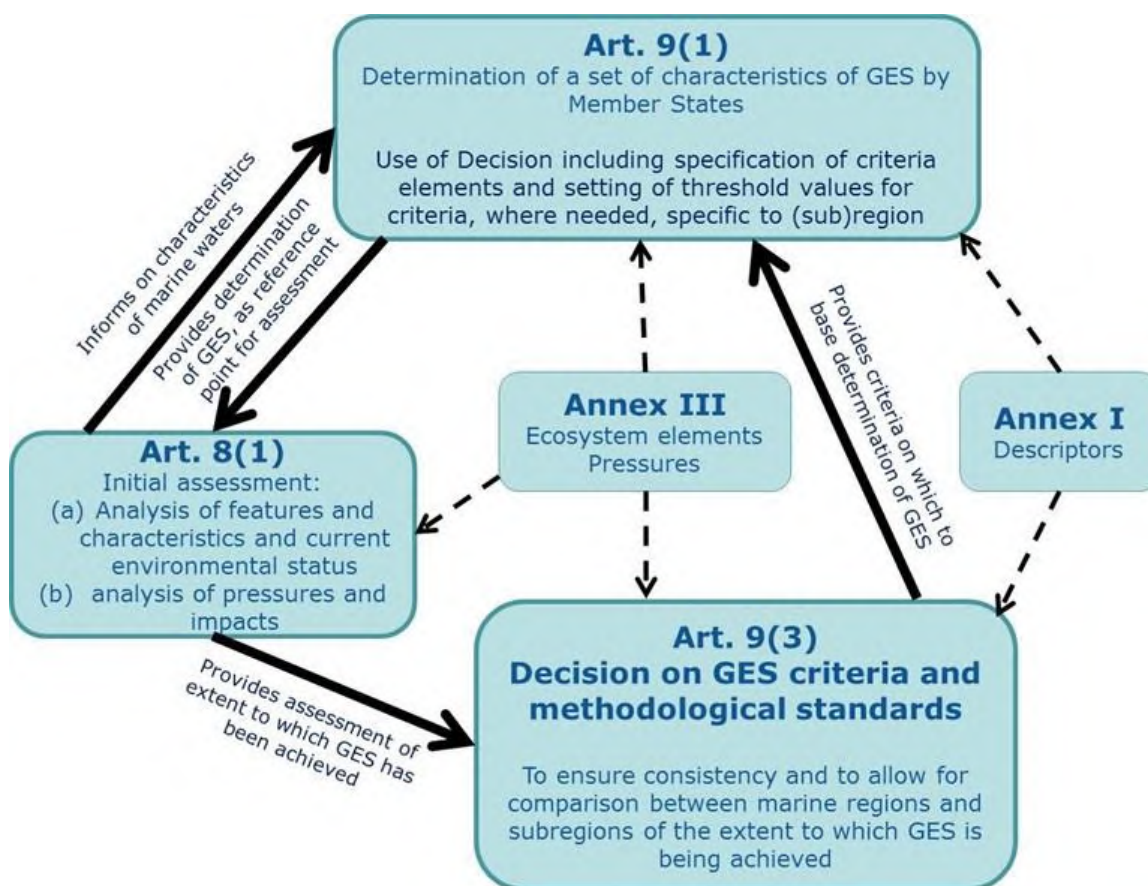 Art. 9(1)
Determination of a set of characteristics of GES by
Member States
Use of Decision including specification of criteria
elements and setting of threshold values for
criteria, where needed, specific to (sub)region
Informs on characteristics
of marine waters
Provides determination
of GES, as reference
point for assessment
Provides criteria on which to
base determination of GES
Annex III
Ecosystem elements
Pressures
Annex I
Descriptors
Art. 8(1)
Initial assessment:
(a) Analysis of features and
characteristics and current
environmental status
(b) analysis of pressures and
impacts
Provides assessment of
extent to which GES has
been achieved
Art. 9(3)
Decision on GES criteria and
methodological standards
To ensure consistency and to allow for
comparison between marine regions and
subregions of the extent to which GES is
being achieved